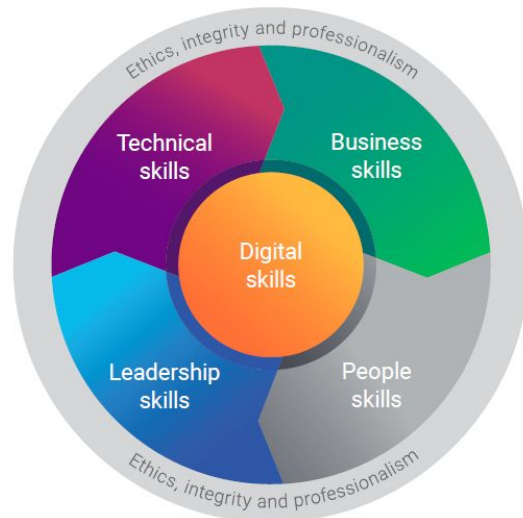 Ethics, integrity and professionalism
Technical
skills
Business
skills
Digital
skills
Leadership
skills
People
skills
Ethics, integrity and professionalism